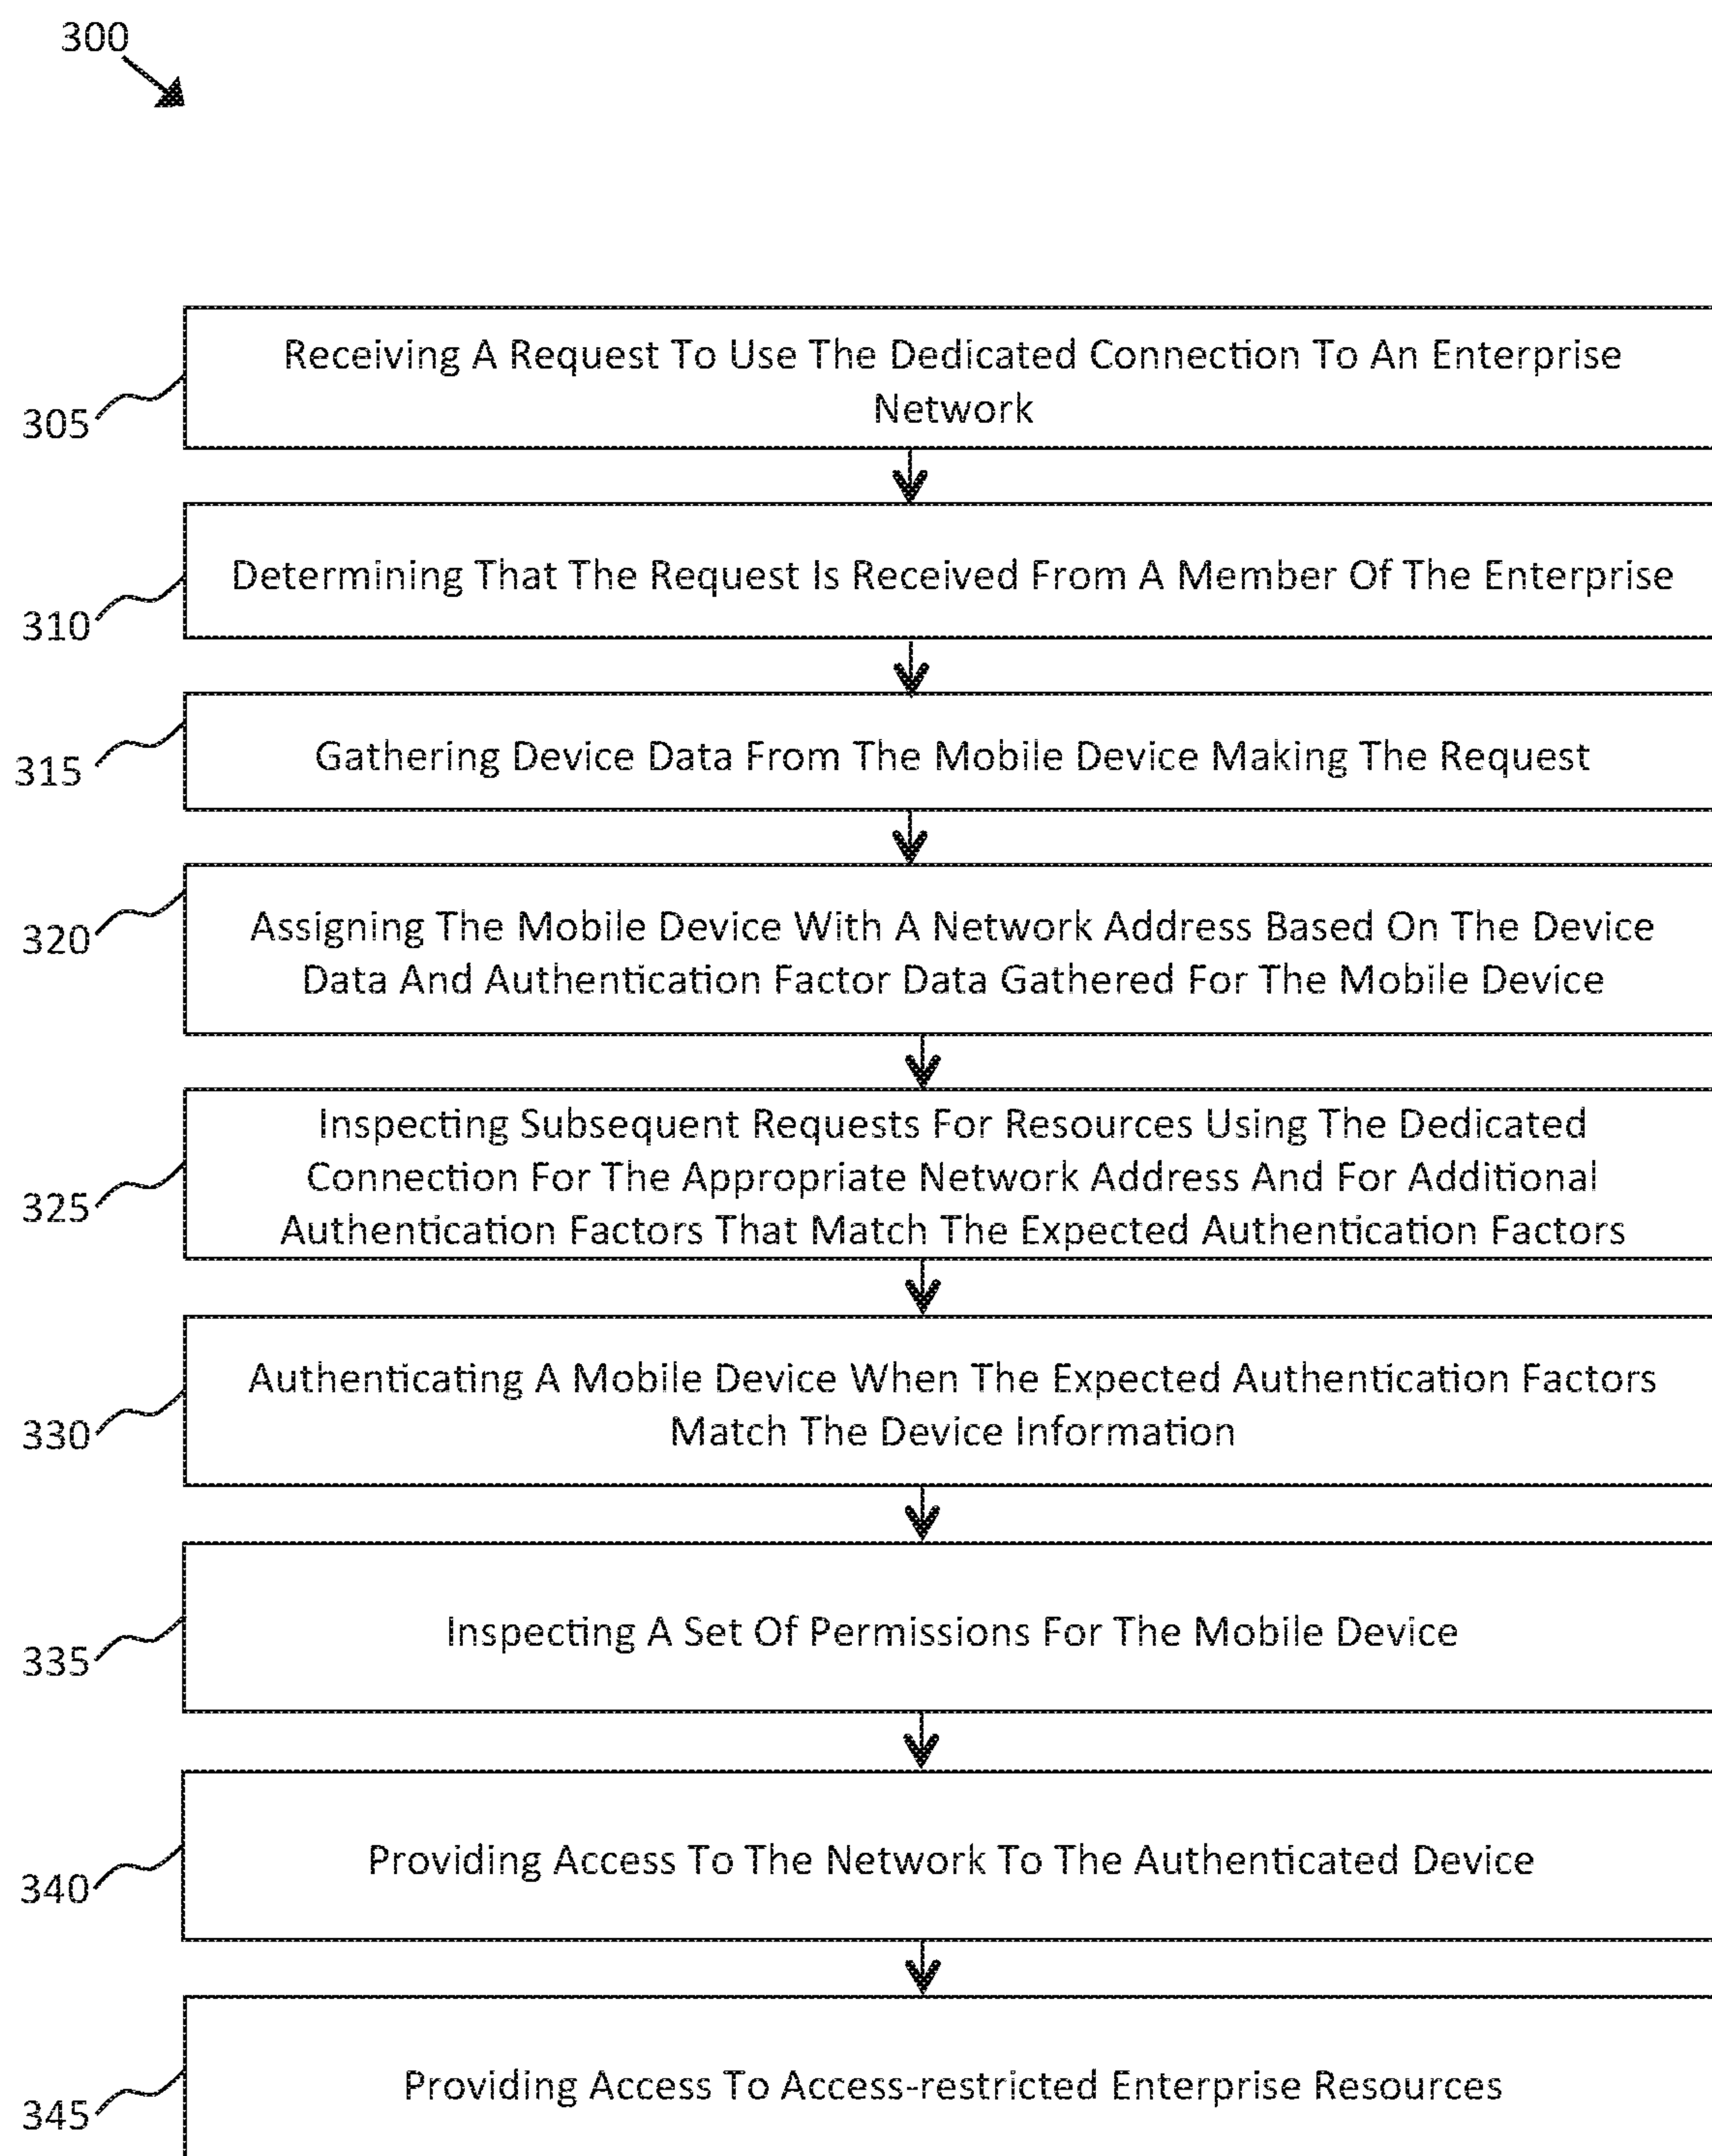 300
Receiving A Request To Use The Dedicated Connection To An Enterprise
Network
305
Determining That The Request Is Received From A Member Of The Enterprise
310
Gathering Device Data From The Mobile Device Making The Request
315
Assigning The Mobile Device With A Network Address Based On The Device
Data And Authentication Factor Data Gathered For The Mobile Device
320
Inspecting Subsequent Requests For Resources Using The Dedicated
Connection For The Appropriate Network Address And For Additional
Authentication Factors That Match The Expected Authentication Factors
325
Authenticating A Mobile Device When The Expected Authentication Factors
Match The Device Information
330
Inspecting A Set Of Permissions For The Mobile Device
335
Providing Access To The Network To The Authenticated Device
340
Providing Access To Access-restricted Enterprise Resources
345